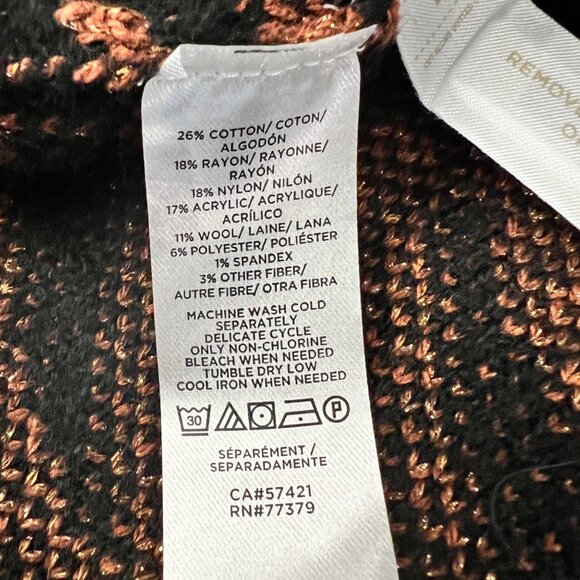 26% COTTON/ COTON/
ALGODÓN
18% RAYON/ RAYONNE/
RAYÓN
18% NYLON/ NILÓN
17% ACRYLIC/ ACRYLIQUE/
ACRÍLICO
11% WOOL/ LAINE/ LANA
6% POLYESTER/ POLIÉSTER
1% SPANDEX
3% OTHER FIBER/
AUTRE FIBRE/ OTRA FIBRA
MACHINE WASH COLD
SEPARATELY
DELICATE CYCLE
ONLY NON-CHLORINE
BLEACH WHEN NEEDED
TUMBLE DRY LOW
COOL IRON WHEN NEEDED
30 P
SÉPARÉMENT/
SEPARADAMENTE
CA#57421
RN#77379